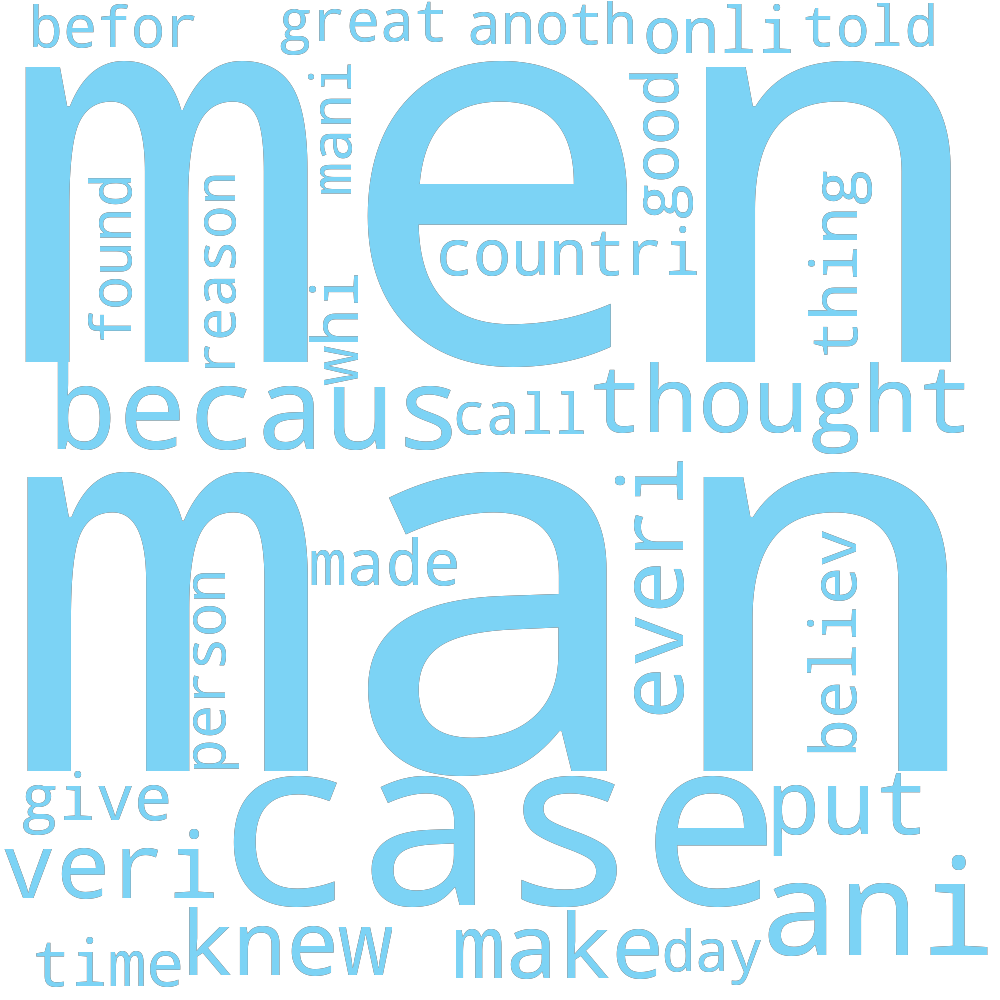 befor
great
anoth
onli
told
men
mani
good
found
reason
thing
countri
whi
becaus
call
thought
man
everi
made
believ
person
give
case
put
veri
ani
time
knew
make
day